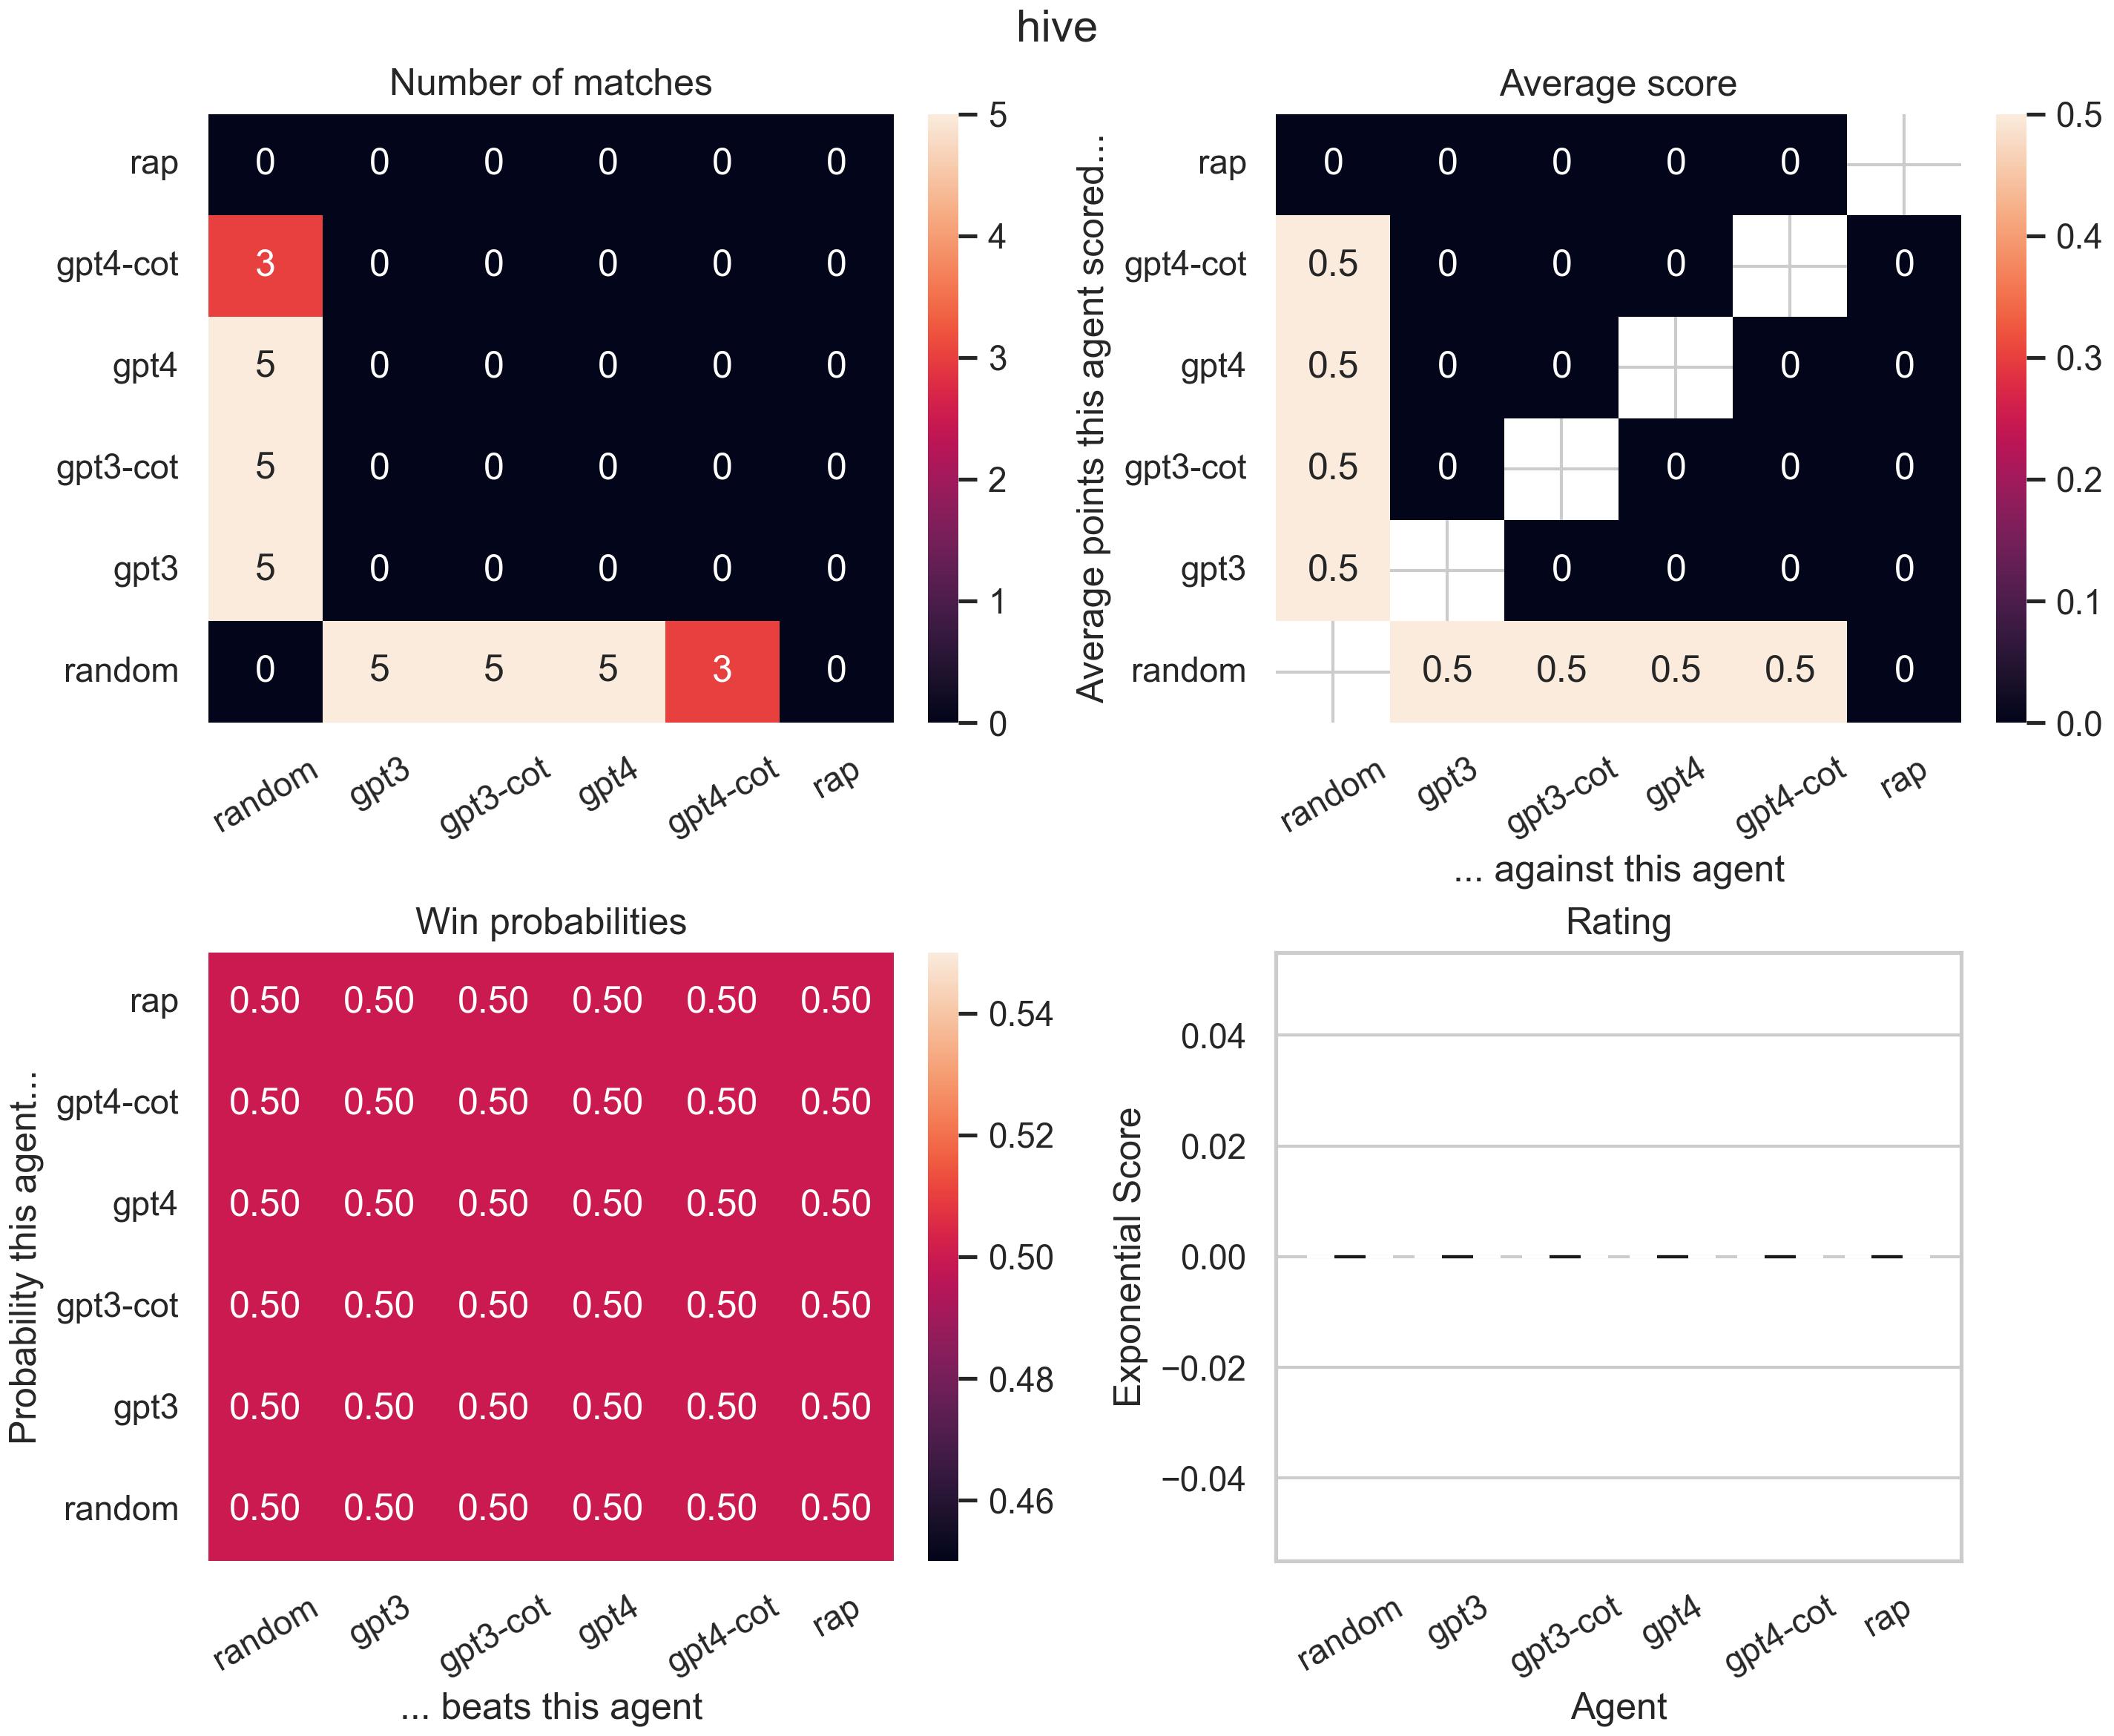 hive
Number of matches
rap 0 0 0 0 0 0
gpt4-cot 3 0 0 0 0 0
gpt4 5 0 0 0 0 0
gpt3-cot 5 0 0 0 0 0
gpt3 5 0 0 0 0 0
random 0 5 5 5 3 0
random gpt3 gpt3-cot gpt4 gpt4-cot rap
5
4
3
2
1
0
Average score
Average points this agent scored...
rap 0 0 0 0 0
gpt4-cot 0.5 0 0 0 0
gpt4 0.5 0 0 0 0
gpt3-cot 0.5 0 0 0 0
gpt3 0.5 0 0 0 0
random 0.5 0.5 0.5 0.5 0
random gpt3 gpt3-cot gpt4 gpt4-cot rap
... against this agent
0.5
0.4
0.3
0.2
0.1
0.0
Win probabilities
Probability this agent...
rap 0.50 0.50 0.50 0.50 0.50 0.50
gpt4-cot 0.50 0.50 0.50 0.50 0.50 0.50
gpt4 0.50 0.50 0.50 0.50 0.50 0.50
gpt3-cot 0.50 0.50 0.50 0.50 0.50 0.50
gpt3 0.50 0.50 0.50 0.50 0.50 0.50
random 0.50 0.50 0.50 0.50 0.50 0.50
random gpt3 gpt3-cot gpt4 gpt4-cot rap
... beats this agent
0.54
0.52
0.50
0.48
0.46
Rating
Exponential Score
0.04
0.02
0.00
−0.02
−0.04
random gpt3 gpt3-cot gpt4 gpt4-cot rap
Agent